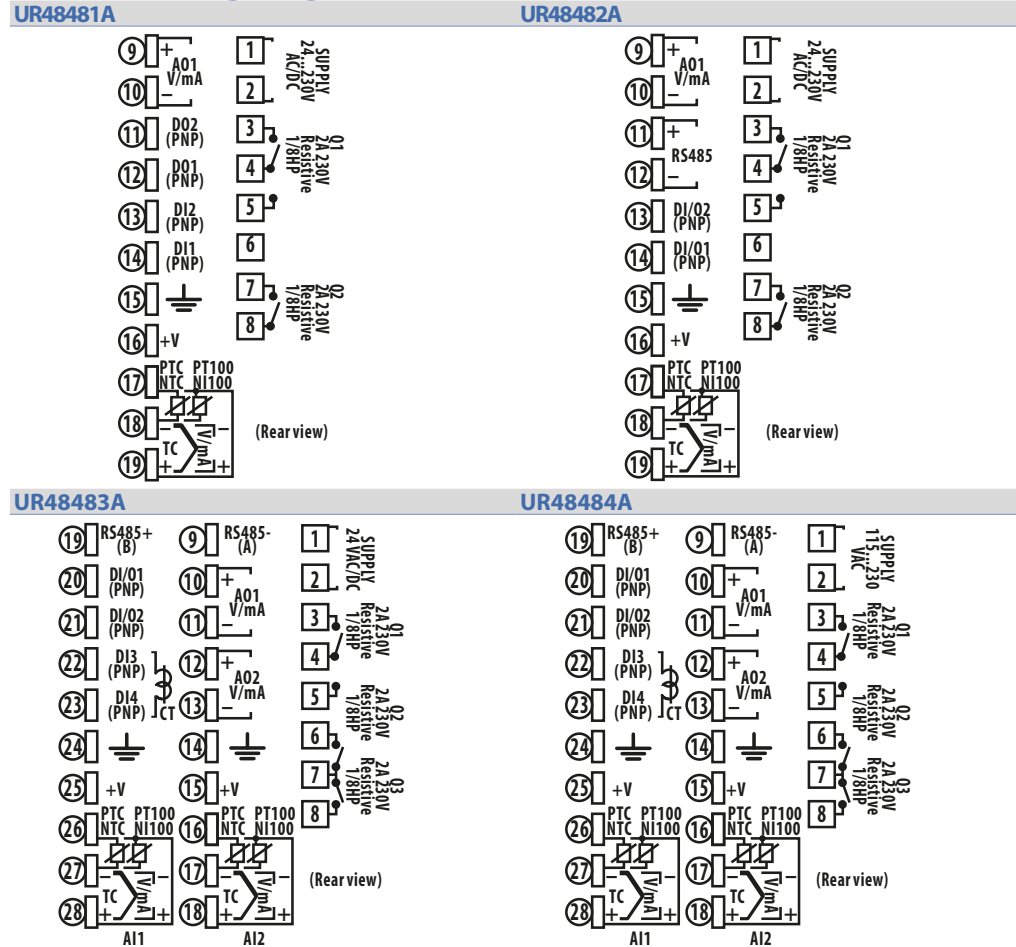 UR48481A
9 + AO1 V/mA
10 −
11 DO2 (PNP)
12 DO1 (PNP)
13 DI2 (PNP)
14 DI1 (PNP)
15
16 +V
17 PTC NTC PT100 NI100
18 − −
19 + TC V/mA +
1 SUPPLY 24...230V AC/DC
2
3 Q1 2A 230V Resistive 1/8HP
4
5
6
7 Q2 2A 230V Resistive 1/8HP
8
(Rear view)
UR48482A
9 + AO1 V/mA
10 −
11 + RS485
12 −
13 DI/O2 (PNP)
14 DI/O1 (PNP)
15
16 +V
17 PTC NTC PT100 NI100
18 − −
19 + TC V/mA +
1 SUPPLY 24...230V AC/DC
2
3 Q1 2A 230V Resistive 1/8HP
4
5
6
7 Q2 2A 230V Resistive 1/8HP
8
(Rear view)
UR48483A
19 RS485+ (B)
20 DI/O1 (PNP)
21 DI/O2 (PNP)
22 DI3 (PNP)
23 DI4 (PNP) CT
24
25 +V
26 PTC NTC PT100 NI100
27 − −
28 + TC V/mA +
AI1
9 RS485- (A)
10 + AO1 V/mA
11 −
12 + AO2 V/mA
13 −
14
15 +V
16 PTC NTC PT100 NI100
17 − −
18 + TC V/mA +
AI2
1 SUPPLY 24 VAC/DC
2
3 Q1 2A 230V Resistive 1/8HP
4
5 Q2 2A 230V Resistive 1/8HP
6
7 Q3 2A 230V Resistive 1/8HP
8
(Rear view)
UR48484A
19 RS485+ (B)
20 DI/O1 (PNP)
21 DI/O2 (PNP)
22 DI3 (PNP)
23 DI4 (PNP) CT
24
25 +V
26 PTC NTC PT100 NI100
27 − −
28 + TC V/mA +
AI1
9 RS485- (A)
10 + AO1 V/mA
11 −
12 + AO2 V/mA
13 −
14
15 +V
16 PTC NTC PT100 NI100
17 − −
18 + TC V/mA +
AI2
1 SUPPLY 115...230 VAC
2
3 Q1 2A 230V Resistive 1/8HP
4
5 Q2 2A 230V Resistive 1/8HP
6
7 Q3 2A 230V Resistive 1/8HP
8
(Rear view)